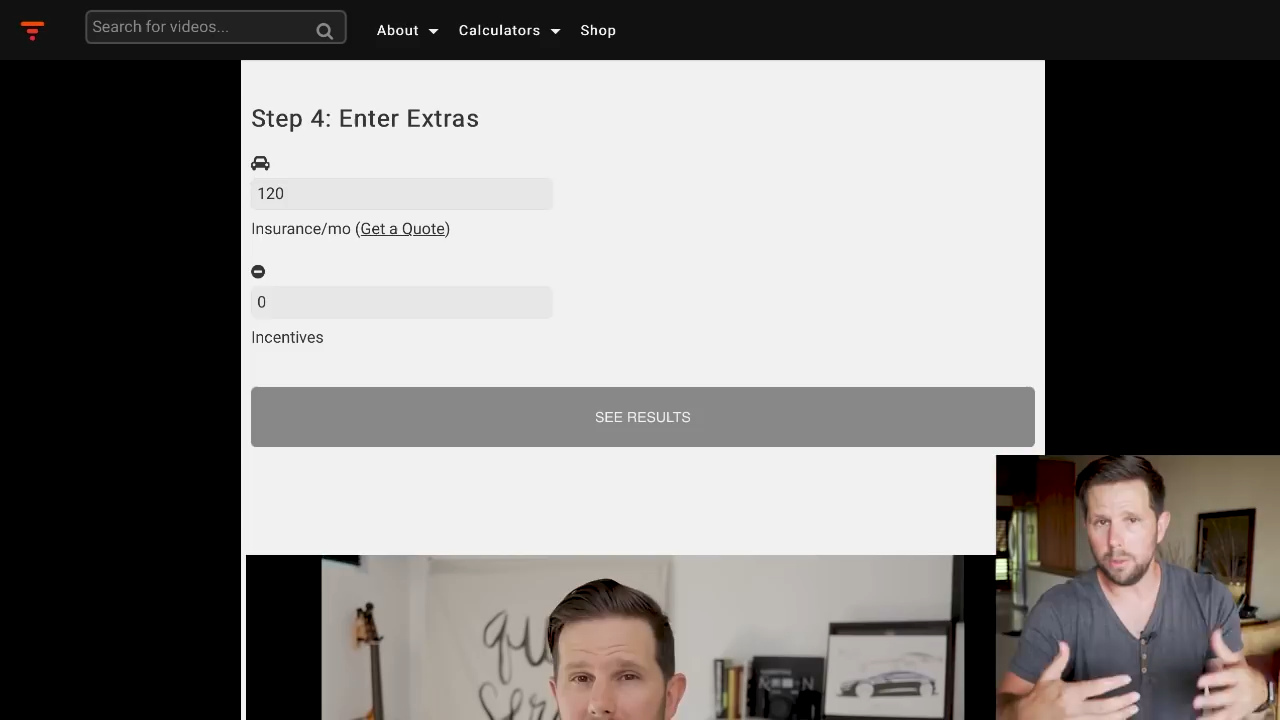 Search for videos...
About
Calculators
Shop
Step 4: Enter Extras
120
Insurance/mo (Get a Quote)
0
Incentives
SEE RESULTS
qu